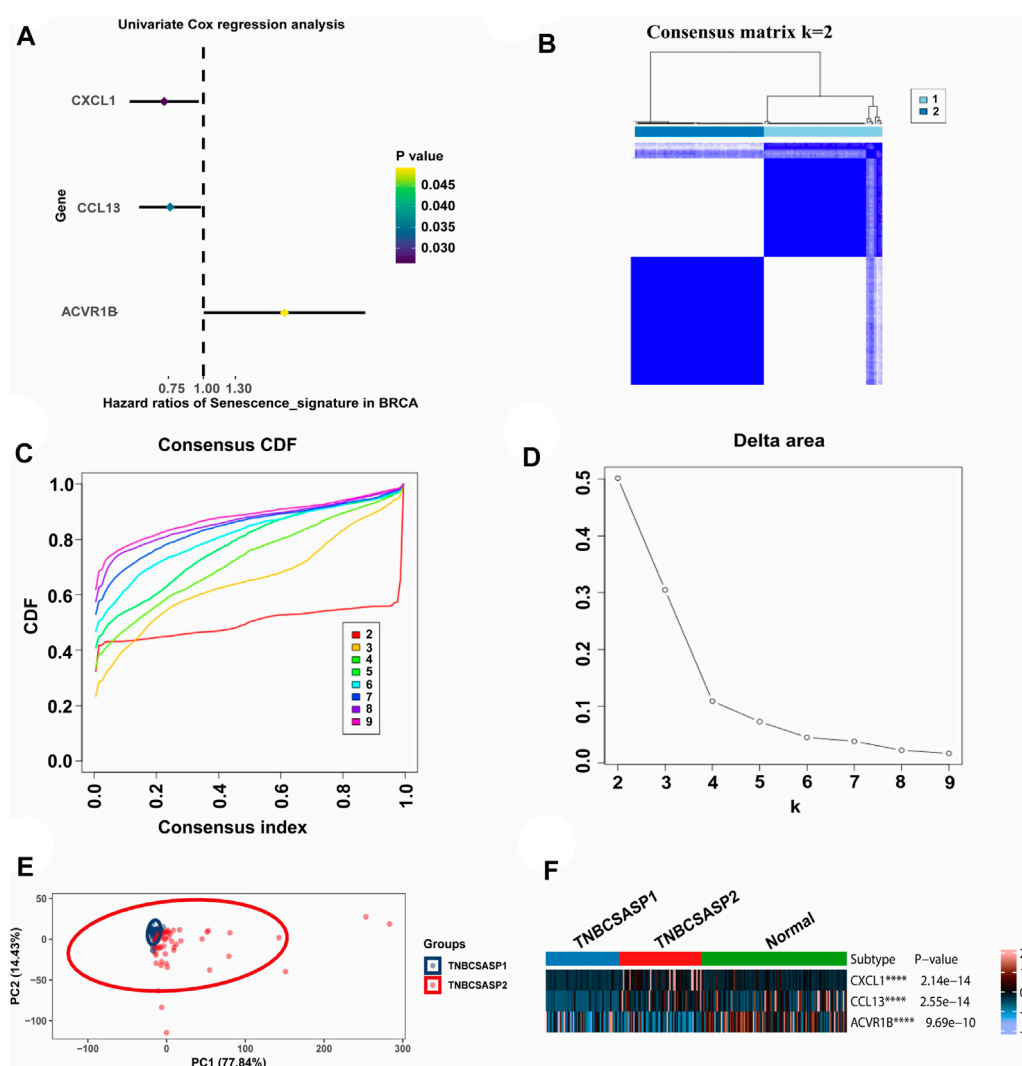 A
Univariate Cox regression analysis
CXCL1
CCL13
ACVR1B
Gene
P value
0.045
0.040
0.035
0.030
0.75 1.00 1.30
Hazard ratios of Senescence_signature in BRCA
B
Consensus matrix k=2
1
2
C
Consensus CDF
CDF
1.0
0.8
0.6
0.4
0.2
0.0
2
3
4
5
6
7
8
9
0.0 0.2 0.4 0.6 0.8 1.0
Consensus index
D
Delta area
0.5
0.4
0.3
0.2
0.1
0.0
2 3 4 5 6 7 8 9
k
E
PC2 (14.43%)
50
0
−50
−100
−100 0 100 200 300
PC1 (77.84%)
Groups
TNBCSASP1
TNBCSASP2
F
TNBCSASP1 TNBCSASP2 Normal
Subtype P−value
CXCL1**** 2.14e−14
CCL13**** 2.55e−14
ACVR1B**** 9.69e−10